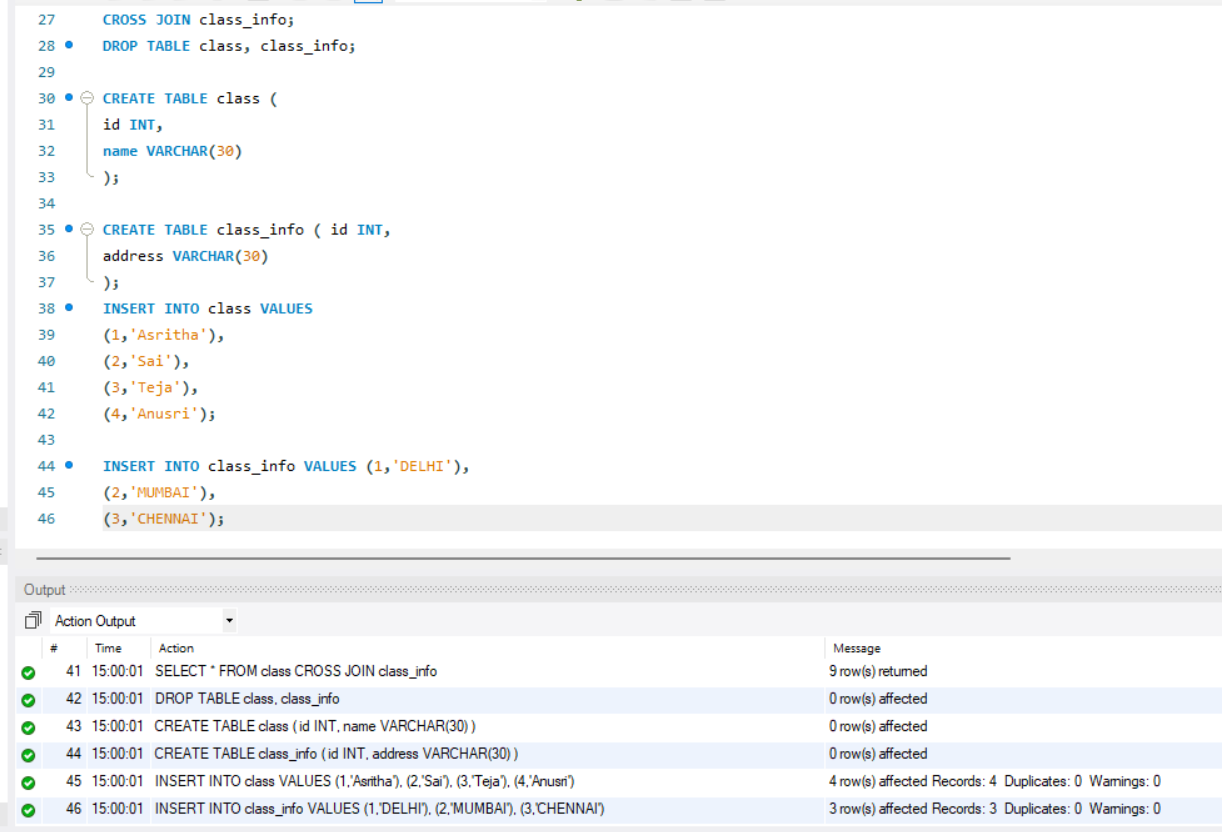 27 CROSS JOIN class_info;
28 DROP TABLE class, class_info;
29
30 CREATE TABLE class (
31 id INT,
32 name VARCHAR(30)
33 );
34
35 CREATE TABLE class_info ( id INT,
36 address VARCHAR(30)
37 );
38 INSERT INTO class VALUES
39 (1,'Asritha'),
40 (2,'Sai'),
41 (3,'Teja'),
42 (4,'Anusri');
43
44 INSERT INTO class_info VALUES (1,'DELHI'),
45 (2,'MUMBAI'),
46 (3,'CHENNAI');
Output
Action Output
# Time Action Message
41 15:00:01 SELECT * FROM class CROSS JOIN class_info 9 row(s) returned
42 15:00:01 DROP TABLE class, class_info 0 row(s) affected
43 15:00:01 CREATE TABLE class ( id INT, name VARCHAR(30) ) 0 row(s) affected
44 15:00:01 CREATE TABLE class_info ( id INT, address VARCHAR(30) ) 0 row(s) affected
45 15:00:01 INSERT INTO class VALUES (1,'Asritha'), (2,'Sai'), (3,'Teja'), (4,'Anusri') 4 row(s) affected Records: 4 Duplicates: 0 Warnings: 0
46 15:00:01 INSERT INTO class_info VALUES (1,'DELHI'), (2,'MUMBAI'), (3,'CHENNAI') 3 row(s) affected Records: 3 Duplicates: 0 Warnings: 0